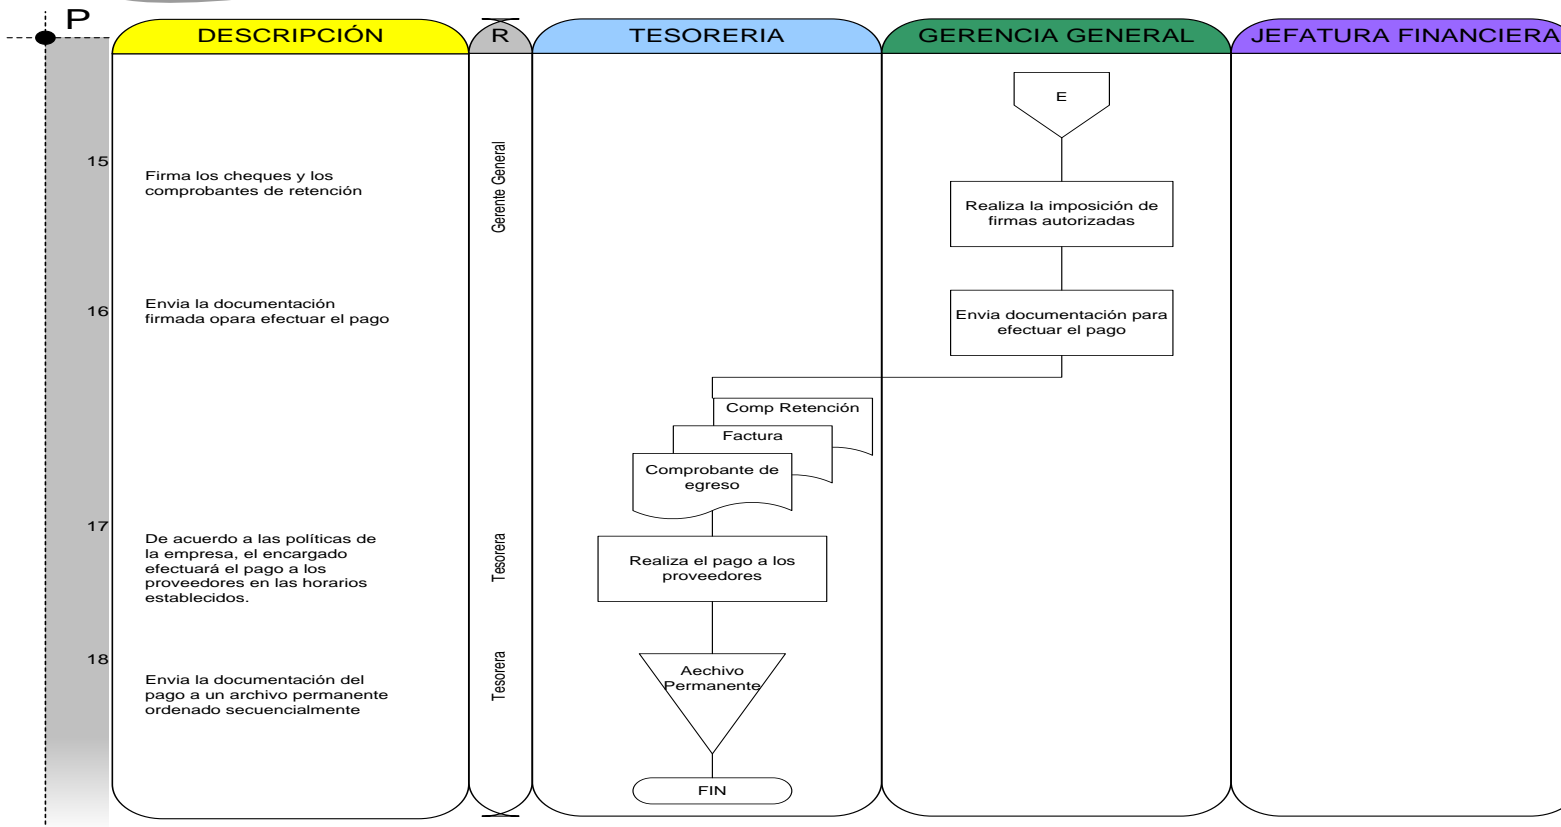 P
DESCRIPCIÓN
R
TESORERIA
GERENCIA GENERAL
JEFATURA FINANCIERA
E
15
Firma los cheques y los
comprobantes de retención
Gerente General
Realiza la imposición de
firmas autorizadas
16
Envia la documentación
firmada opara efectuar el pago
Envia documentación para
efectuar el pago
Comp Retención
Factura
Comprobante de
egreso
17
De acuerdo a las políticas de
la empresa, el encargado
efectuará el pago a los
proveedores en las horarios
establecidos.
Tesorera
Realiza el pago a los
proveedores
18
Envia la documentación del
pago a un archivo permanente
ordenado secuencialmente
Tesorera
Aechivo
Permanente
FIN